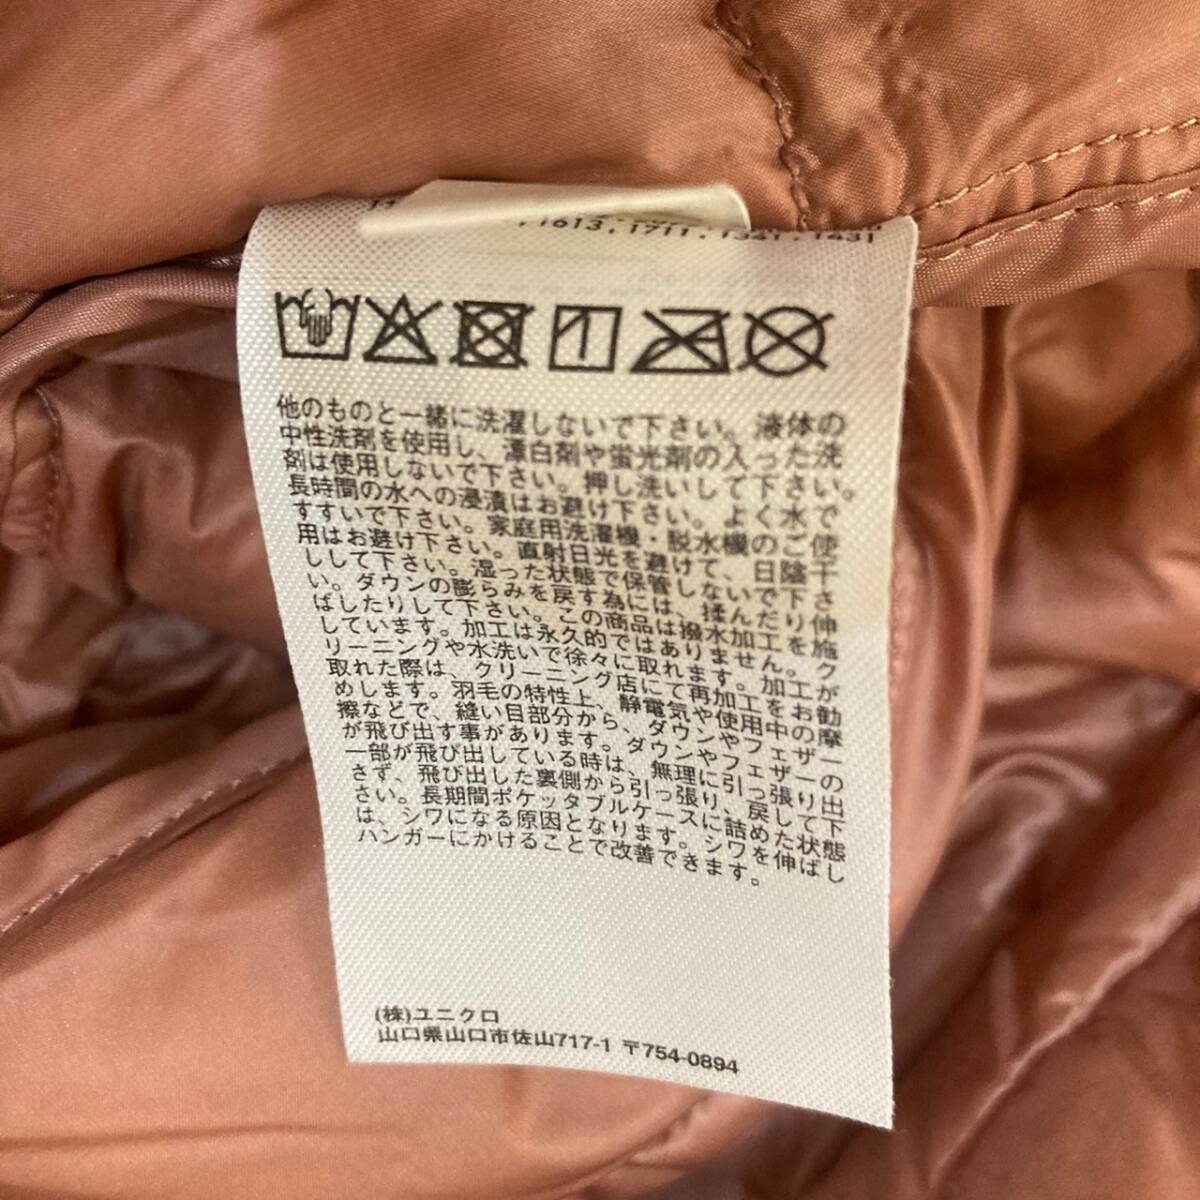 , 1613, 1711, 1341, 1431
他のものと一緒に洗濯しないで下さい。液体の
中性洗剤を使用し、漂白剤や蛍光剤の入った洗
剤は使用しないで下さい。押し洗いして下さい。
長時間の水への浸漬はお避け下さい。よく水で
すすいで下さい。家庭用洗濯機・脱水機のご使
用はお避け下さい。直射日光を避けて、日陰干
しして下さい。湿った状態で保管しないで下さ
い。ダウンの膨らみを戻す為には、揉んだり伸
ばしたりして下さい。この商品は撥水加工を施
しています。加工は永久的ではありません。ク
リーニングや水洗いで徐々に取れます。加工が
取れた際は、クリーニング店にて再加工をお勧
めします。羽毛の特性上、静電気や使用中の摩
擦などで、縫い目部分から、ダウンやフェザー
が飛び出す事があります。ダウンやフェザーの
一部が飛び出している時は、無理に引っ張り出
さず、飛び出した裏側から引っ張り、戻して下
さい。長期間ポケッタブルケースに詰めた状態
は、シワになる原因となります。シワを伸ばし
ハンガーにかけることで改善できます。
(株)ユニクロ
山口県山口市佐山717-1 〒754-0894